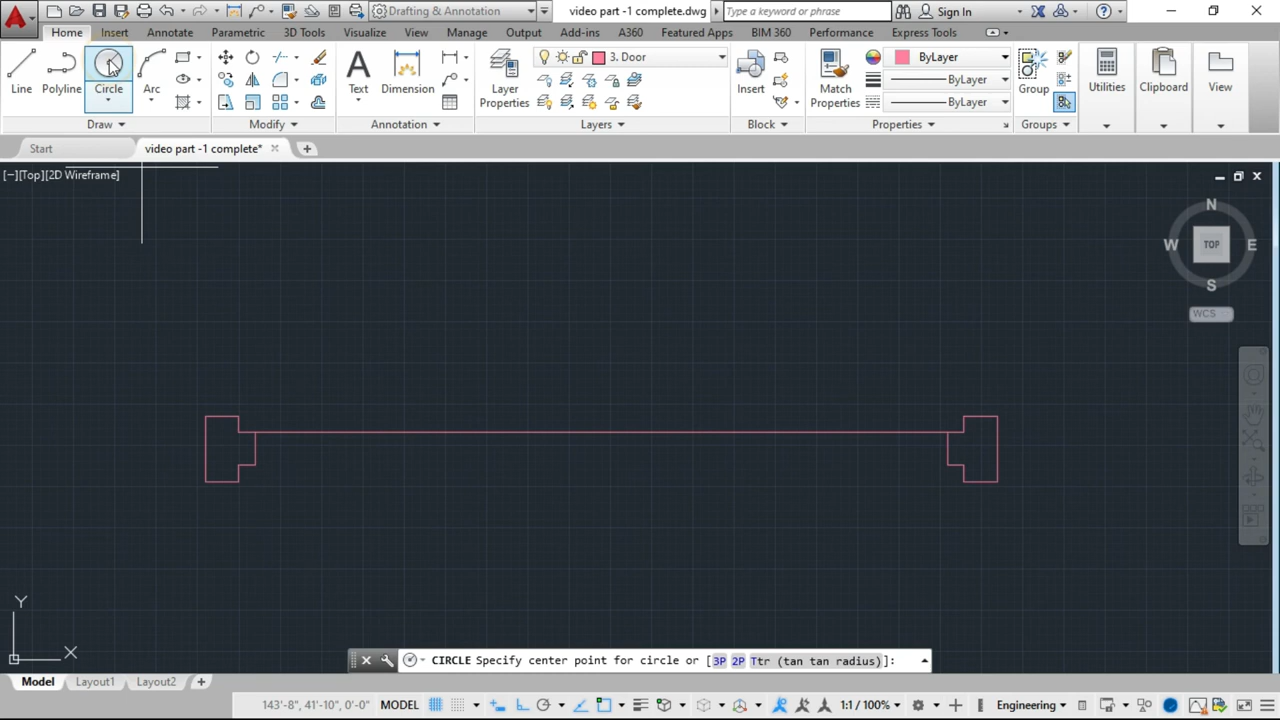 Drafting & Annotation
video part -1 complete.dwg
Type a keyword or phrase
Sign In
Home
Insert
Annotate
Parametric
3D Tools
Visualize
View
Manage
Output
Add-ins
A360
Featured Apps
BIM 360
Performance
Express Tools
Line
Polyline
Circle
Arc
Text
Dimension
Layer
Properties
3. Door
Insert
Match
Properties
ByLayer
ByLayer
ByLayer
Group
Utilities
Clipboard
View
Draw
Modify
Annotation
Layers
Block
Properties
Groups
Start
video part -1 complete*
[−][Top][2D Wireframe]
N
W
TOP
E
S
WCS
Y
X
CIRCLE Specify center point for circle or [3P 2P Ttr (tan tan radius)]:
Model
Layout1
Layout2
143'-8", 41'-10", 0'-0"
MODEL
1:1 / 100%
Engineering